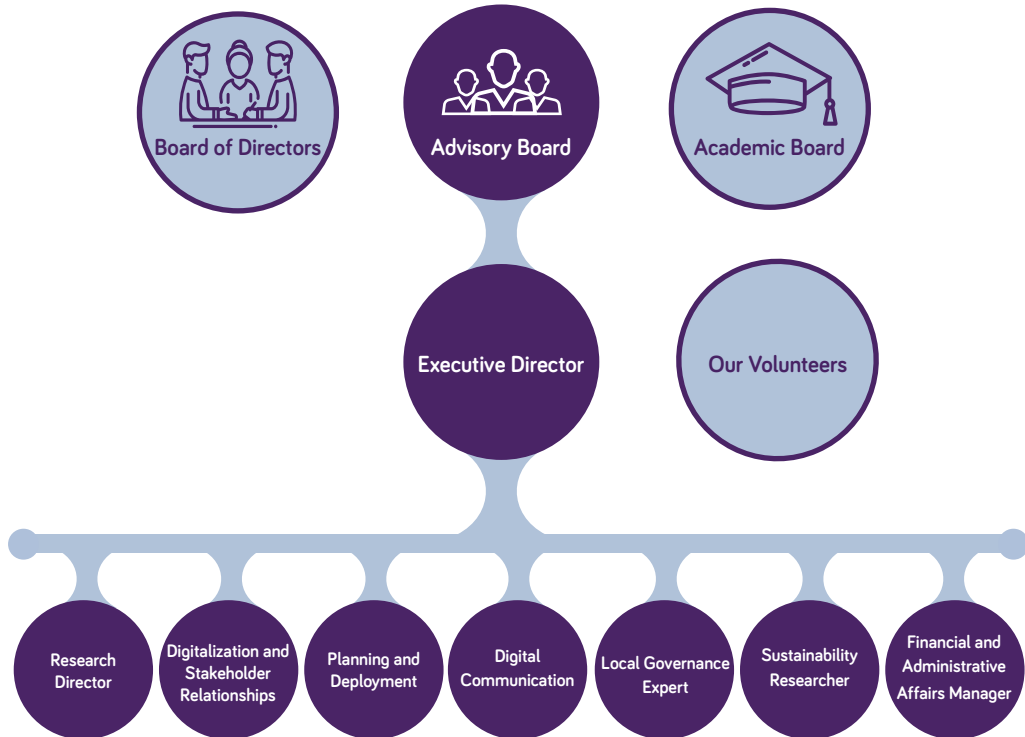 Board of Directors
Advisory Board
Academic Board
Executive Director
Our Volunteers
Research
Director
Digitalization and
Stakeholder
Relationships
Planning and
Deployment
Digital
Communication
Local Governance
Expert
Sustainability
Researcher
Financial and
Administrative
Affairs Manager